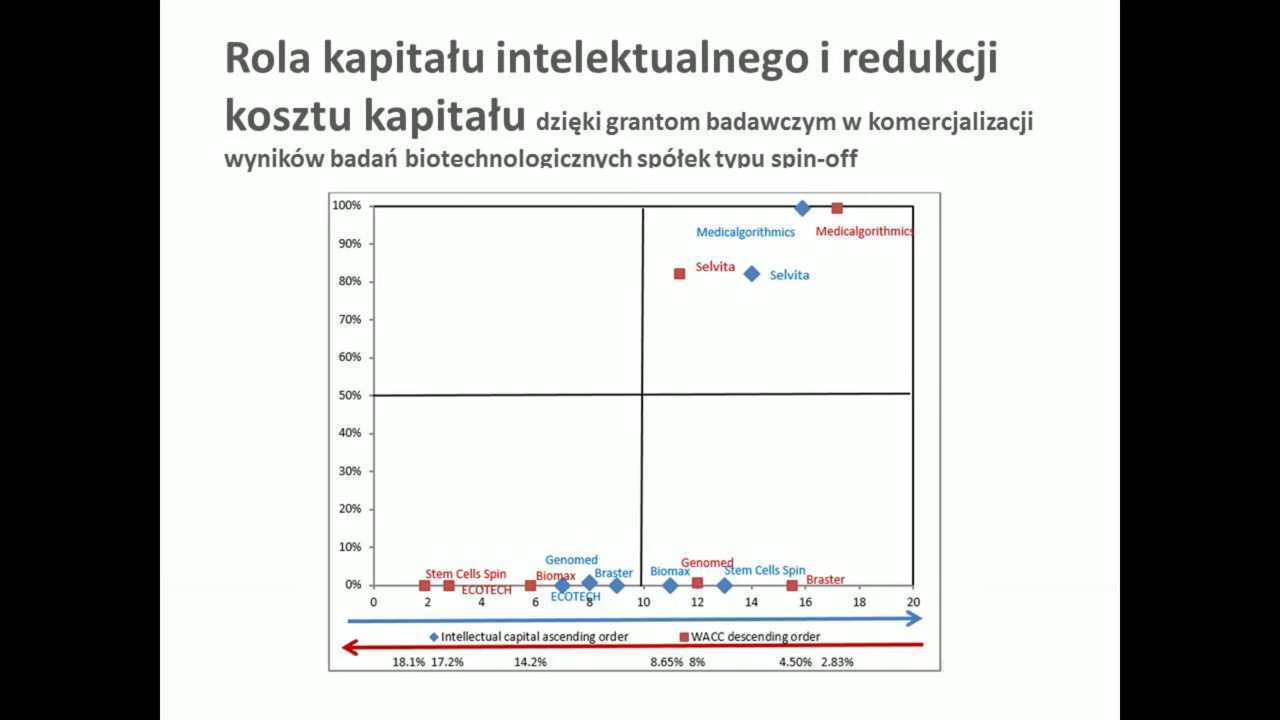 Rola kapitału intelektualnego i redukcji
kosztu kapitału dzięki grantom badawczym w komercjalizacji
wyników badań biotechnologicznych spółek typu spin-off
100%
Medicalgorithmics
Medicalgorithmics
90%
Selvita
Selvita
80%
70%
60%
50%
40%
30%
20%
10%
Genomed
Genomed
Stem Cells Spin
Biomax
Braster
Biomax
Stem Cells Spin
Braster
0%
ECOTECH
ECOTECH
0 2 4 6 8 10 12 14 16 18 20
Intellectual capital ascending order
WACC descending order
18.1% 17.2% 14.2% 8.65% 8% 4.50% 2.83%